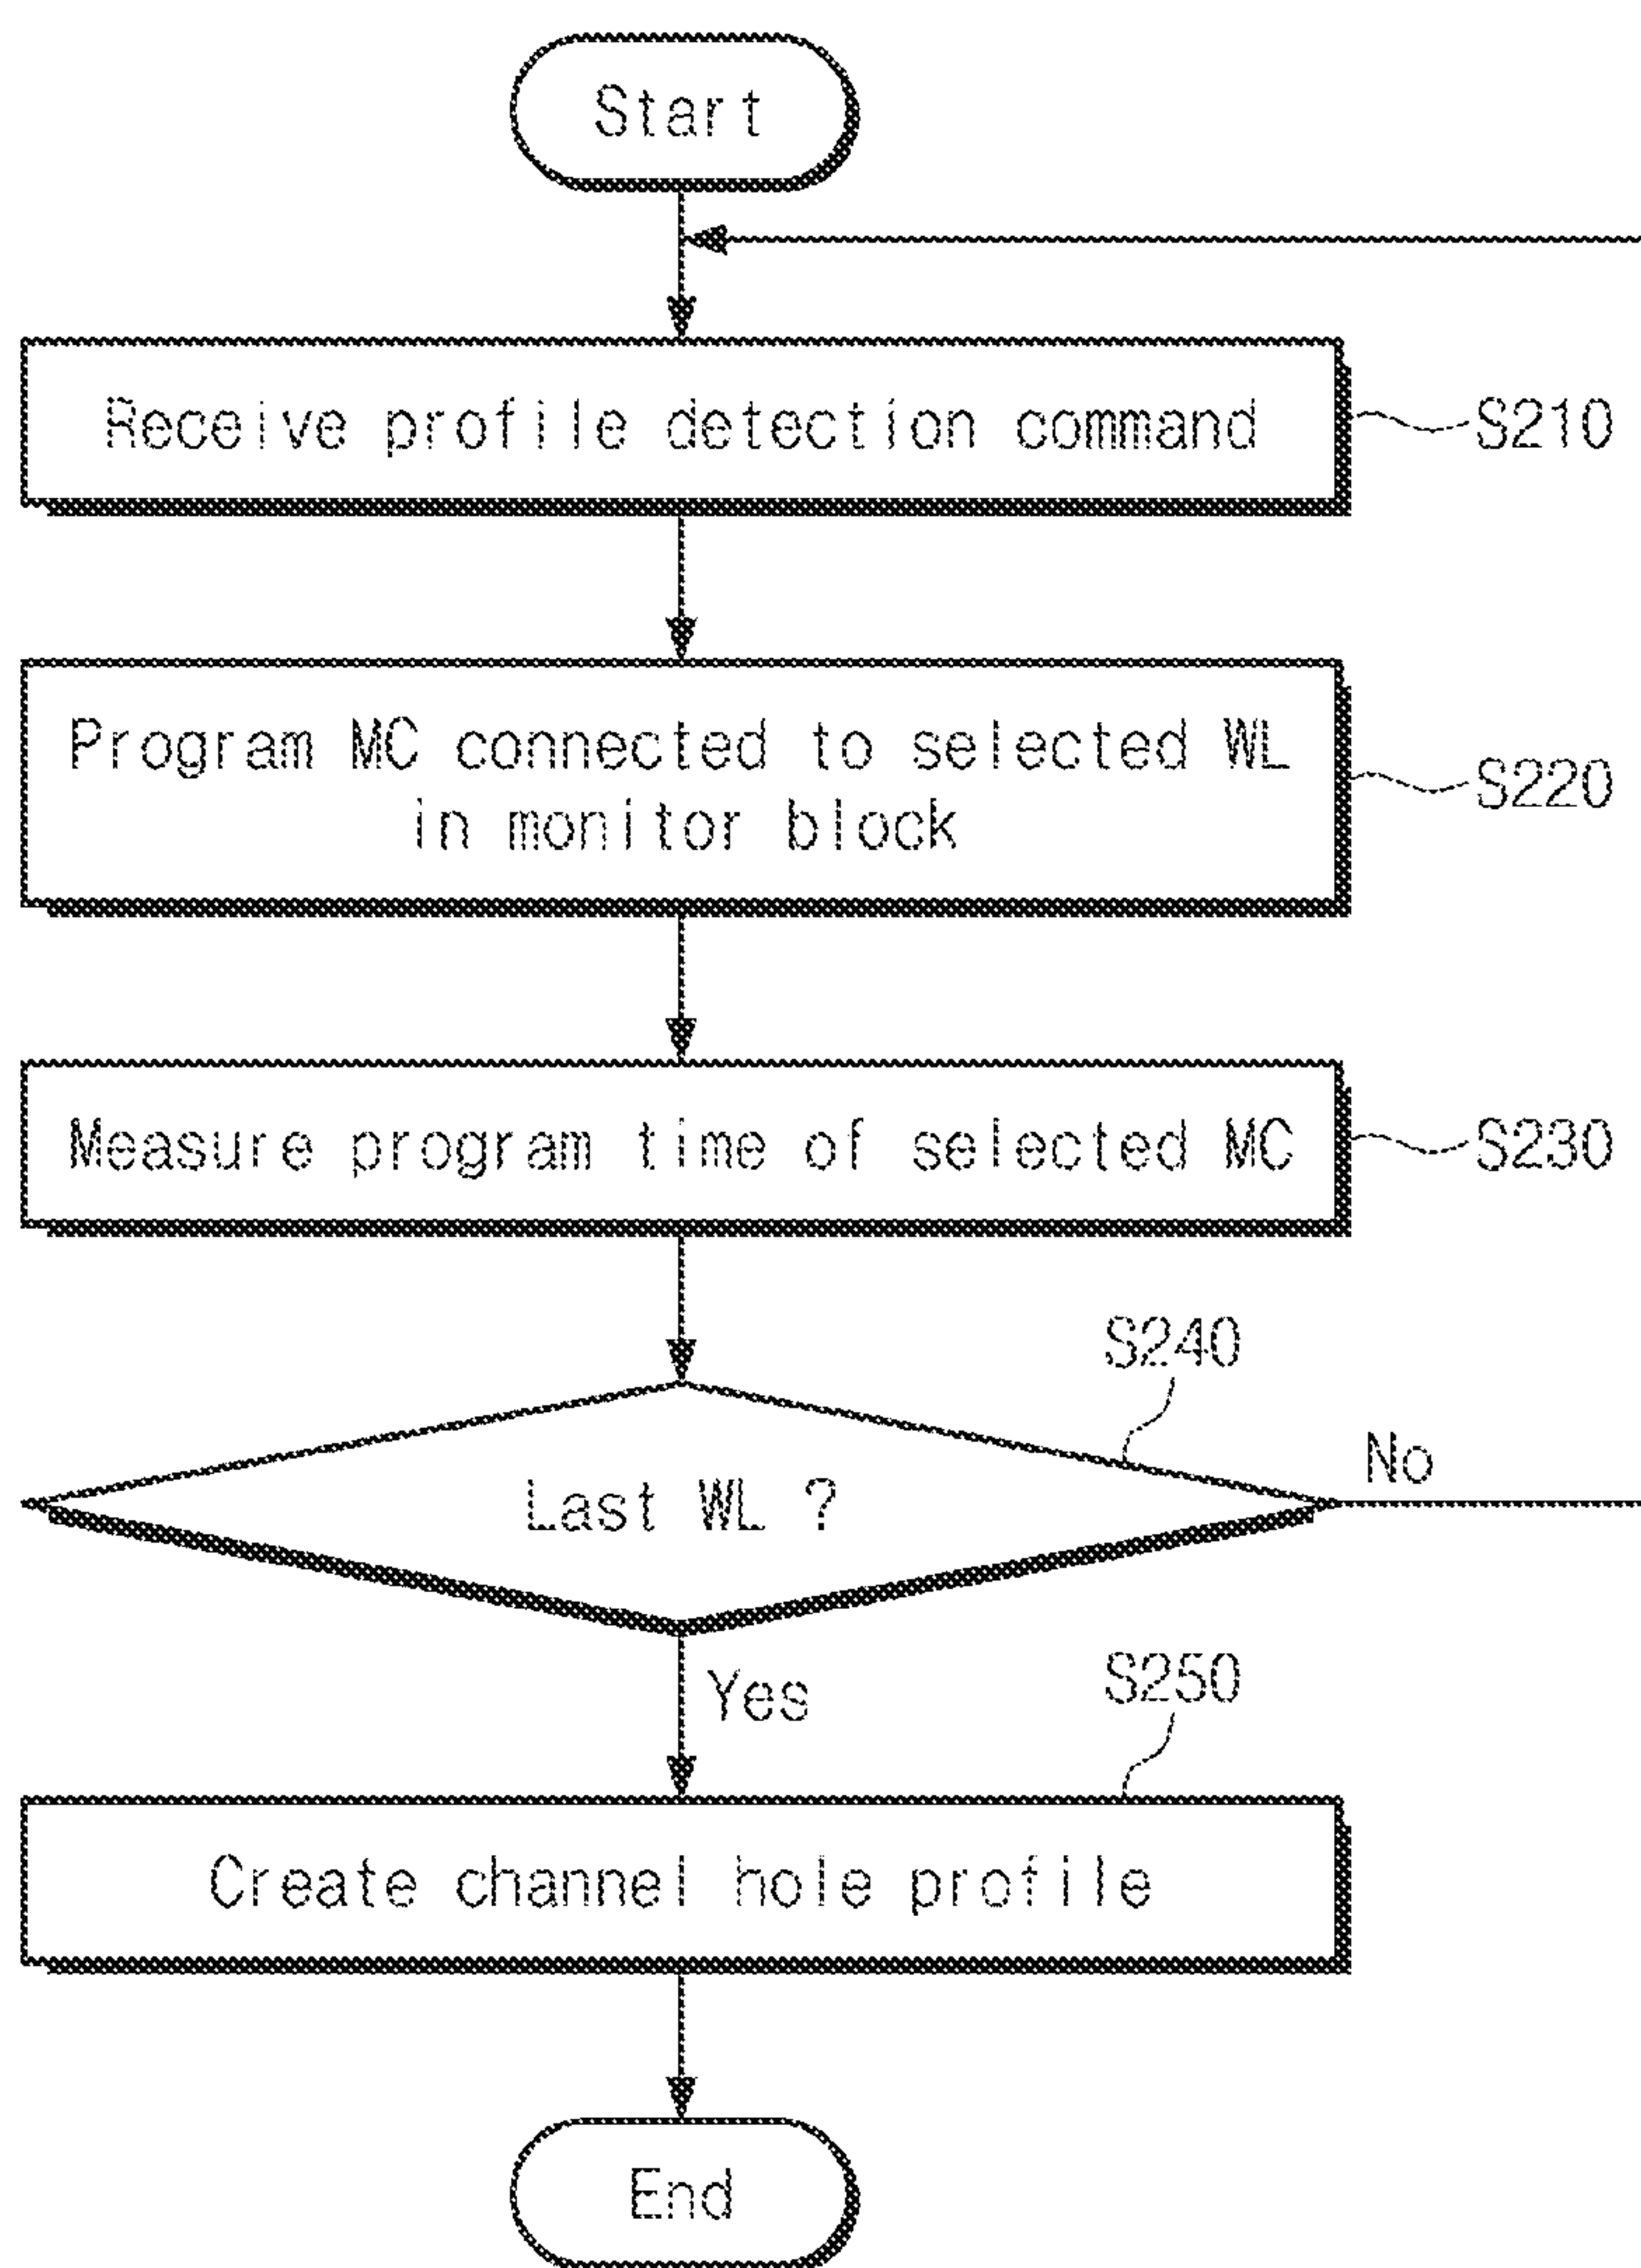 Start
Receive profile detection command
S210
Program MC connected to selected WL
in monitor block
S220
Measure program time of selected MC
S230
S240
Last WL ?
No
Yes
S250
Create channel hole profile
End